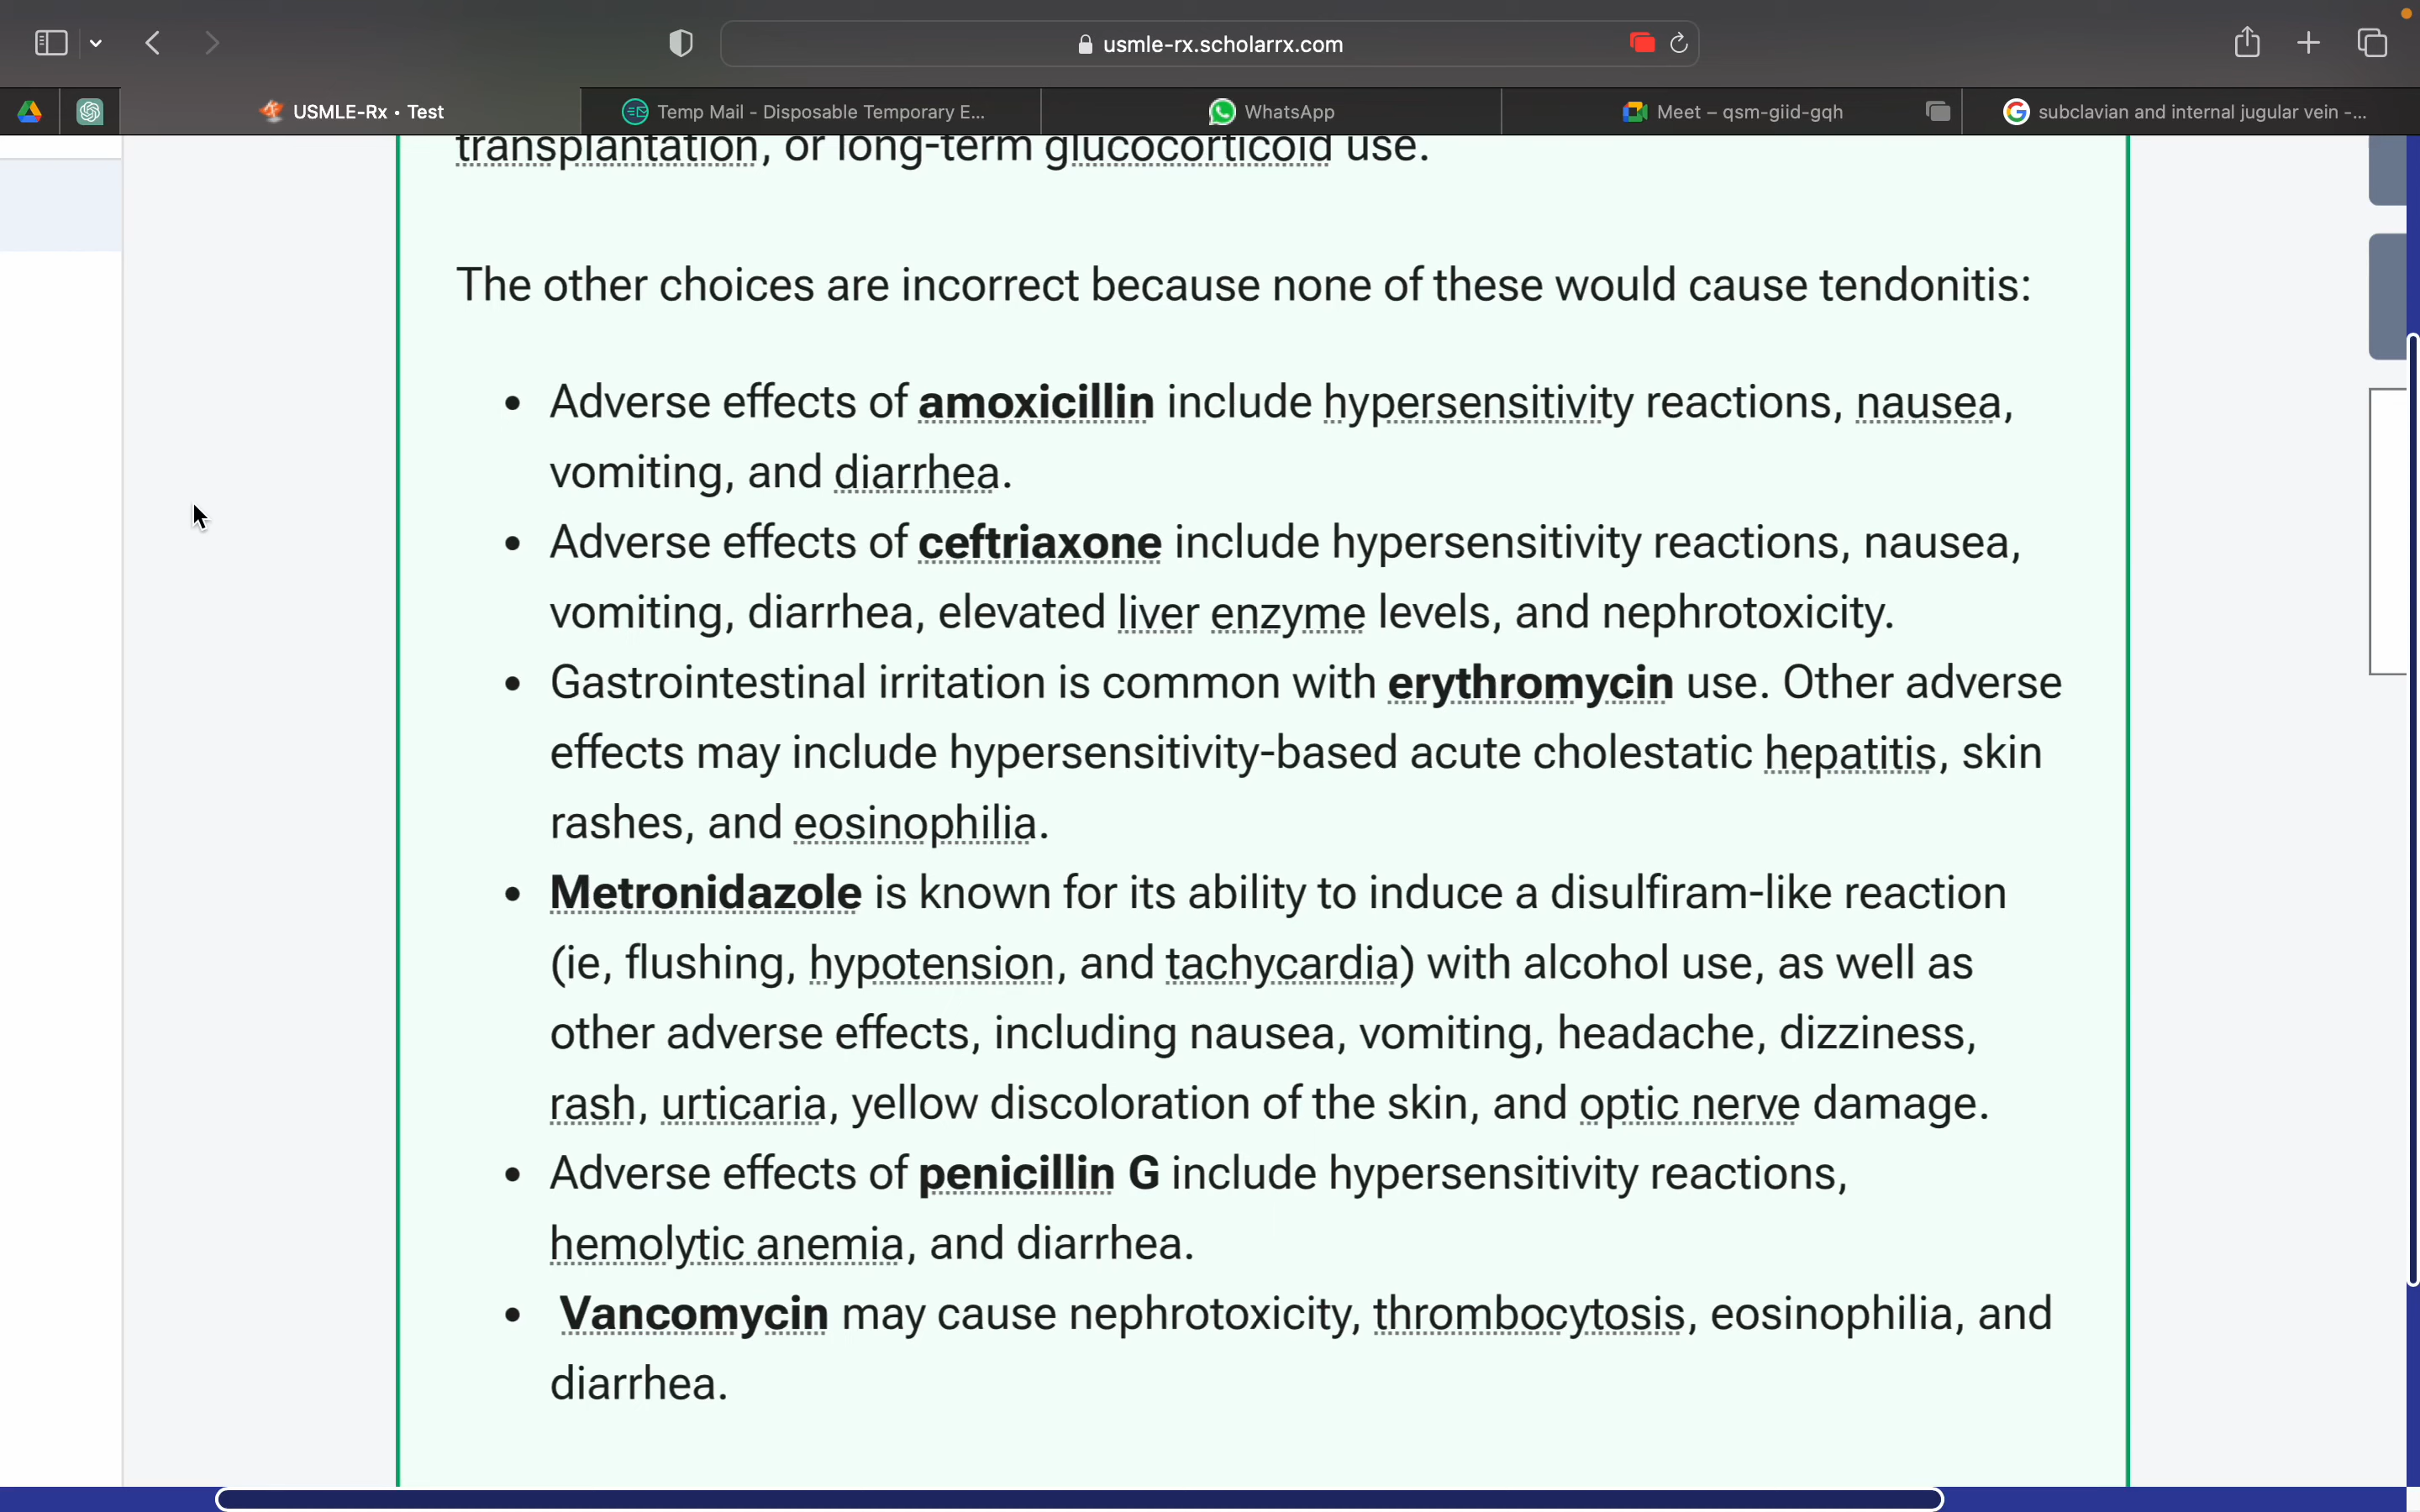 usmle-rx.scholarrx.com
USMLE-Rx • Test
Temp Mail - Disposable Temporary E...
WhatsApp
Meet – qsm-giid-gqh
subclavian and internal jugular vein -...
transplantation, or long-term glucocorticoid use.
The other choices are incorrect because none of these would cause tendonitis:
• Adverse effects of amoxicillin include hypersensitivity reactions, nausea,
vomiting, and diarrhea.
• Adverse effects of ceftriaxone include hypersensitivity reactions, nausea,
vomiting, diarrhea, elevated liver enzyme levels, and nephrotoxicity.
• Gastrointestinal irritation is common with erythromycin use. Other adverse
effects may include hypersensitivity-based acute cholestatic hepatitis, skin
rashes, and eosinophilia.
• Metronidazole is known for its ability to induce a disulfiram-like reaction
(ie, flushing, hypotension, and tachycardia) with alcohol use, as well as
other adverse effects, including nausea, vomiting, headache, dizziness,
rash, urticaria, yellow discoloration of the skin, and optic nerve damage.
• Adverse effects of penicillin G include hypersensitivity reactions,
hemolytic anemia, and diarrhea.
• Vancomycin may cause nephrotoxicity, thrombocytosis, eosinophilia, and
diarrhea.